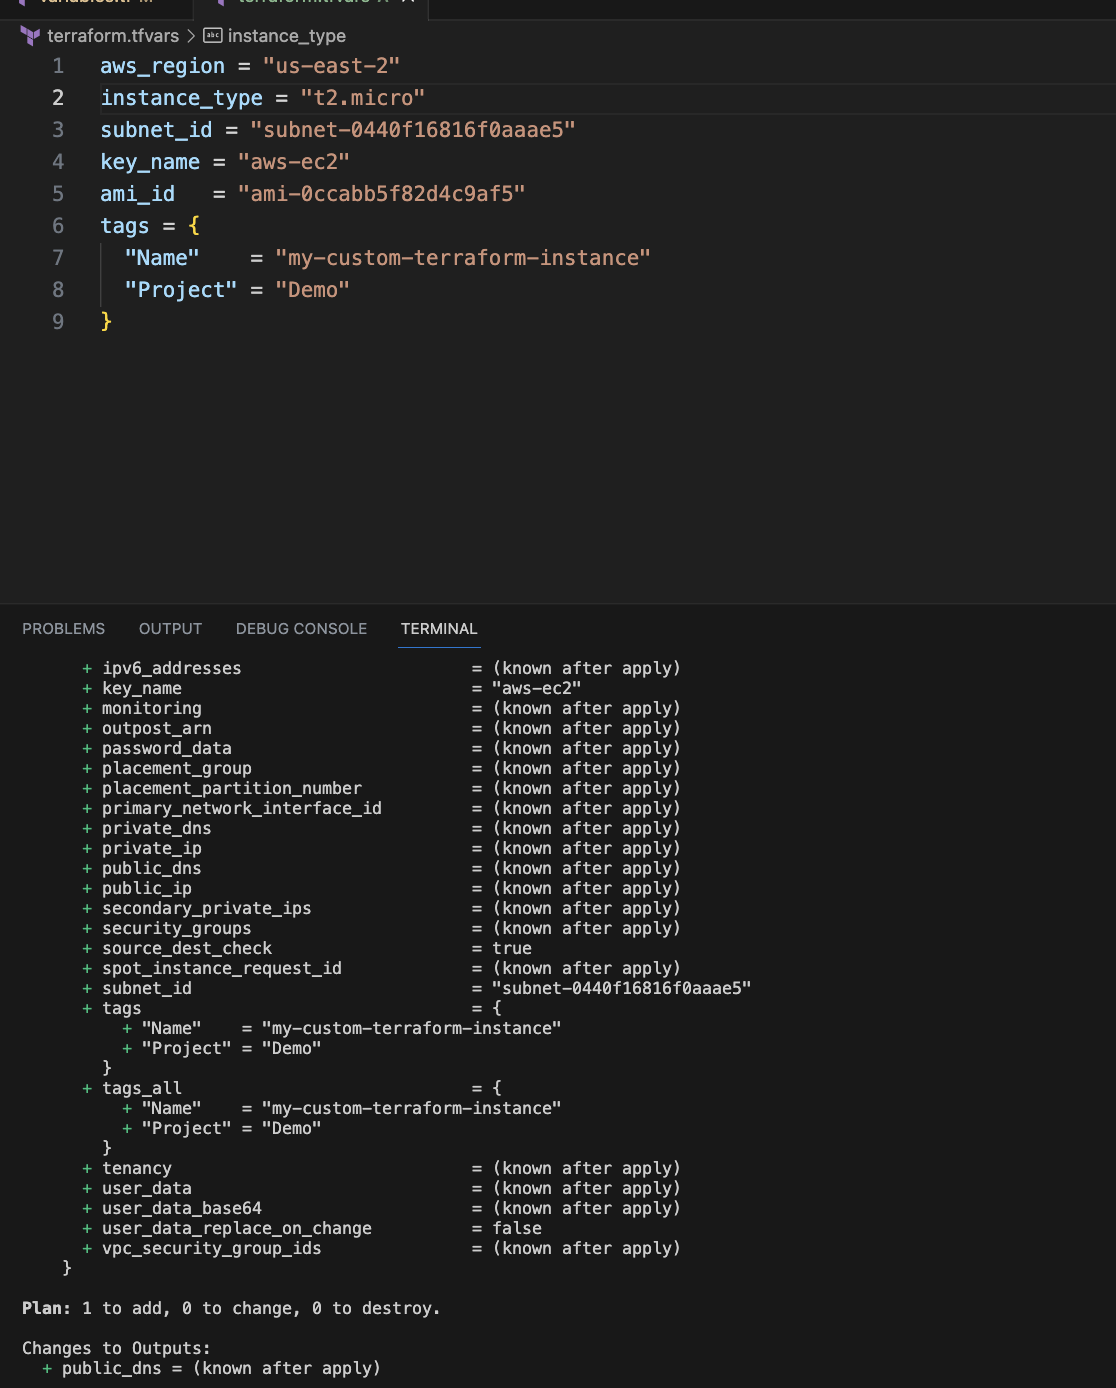 terraform.tfvars > abc instance_type
1 aws_region = "us-east-2"
2 instance_type = "t2.micro"
3 subnet_id = "subnet-0440f16816f0aaae5"
4 key_name = "aws-ec2"
5 ami_id   = "ami-0ccabb5f82d4c9af5"
6 tags = {
7   "Name"    = "my-custom-terraform-instance"
8   "Project" = "Demo"
9 }
PROBLEMS OUTPUT DEBUG CONSOLE TERMINAL
+ ipv6_addresses                       = (known after apply)
+ key_name                             = "aws-ec2"
+ monitoring                           = (known after apply)
+ outpost_arn                          = (known after apply)
+ password_data                        = (known after apply)
+ placement_group                      = (known after apply)
+ placement_partition_number           = (known after apply)
+ primary_network_interface_id         = (known after apply)
+ private_dns                          = (known after apply)
+ private_ip                           = (known after apply)
+ public_dns                           = (known after apply)
+ public_ip                            = (known after apply)
+ secondary_private_ips                = (known after apply)
+ security_groups                      = (known after apply)
+ source_dest_check                    = true
+ spot_instance_request_id             = (known after apply)
+ subnet_id                            = "subnet-0440f16816f0aaae5"
+ tags                                 = {
    + "Name"    = "my-custom-terraform-instance"
    + "Project" = "Demo"
  }
+ tags_all                             = {
    + "Name"    = "my-custom-terraform-instance"
    + "Project" = "Demo"
  }
+ tenancy                              = (known after apply)
+ user_data                            = (known after apply)
+ user_data_base64                     = (known after apply)
+ user_data_replace_on_change          = false
+ vpc_security_group_ids               = (known after apply)
}
Plan: 1 to add, 0 to change, 0 to destroy.
Changes to Outputs:
+ public_dns = (known after apply)